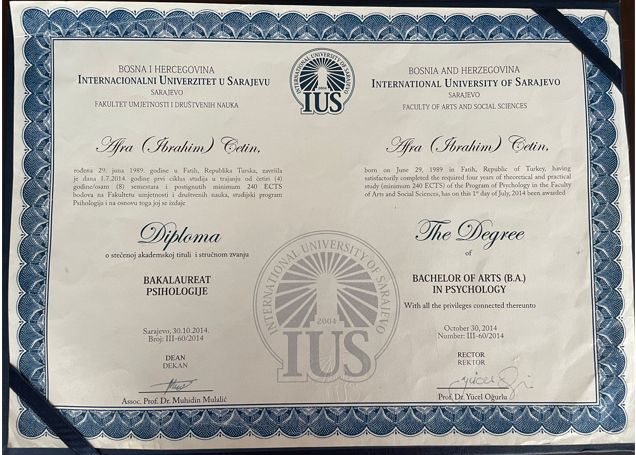 BOSNA I HERCEGOVINA
INTERNACIONALNI UNIVERZITET U SARAJEVU
SARAJEVO
FAKULTET UMJETNOSTI I DRUŠTVENIH NAUKA
Afra (Ibrahim) Cetin,
rođena 29. juna 1989. godine u Fatih, Republika Turska, završila
je dana 1.7.2014. godine prvi ciklus studija u trajanju od četiri (4)
godine/osam (8) semestara i postignutih minimum 240 ECTS
bodova na Fakultetu umjetnosti i društvenih nauka, studijski program
Psihologija i na osnovu toga joj se izdaje
Diploma
o stečenoj akademskoj tituli i stručnom zvanju
BAKALAUREAT
PSIHOLOGIJE
Sarajevo, 30.10.2014.
Broj: III-60/2014
DEAN
DEKAN
Assoc. Prof. Dr. Muhidin Mulalić
INTERNATIONAL UNIVERSITY OF SARAJEVO
2004
IUS
BOSNIA AND HERZEGOVINA
INTERNATIONAL UNIVERSITY OF SARAJEVO
SARAJEVO
FACULTY OF ARTS AND SOCIAL SCIENCES
Afra (Ibrahim) Cetin,
born on June 29, 1989 in Fatih, Republic of Turkey, having
satisfactorily completed the required four years of theoretical and practical
study (minimum 240 ECTS) of the Program of Psychology in the Faculty
of Arts and Social Sciences, has on this 1st day of July, 2014 been awarded
The Degree
of
BACHELOR OF ARTS (B.A.)
IN PSYCHOLOGY
With all the privileges connected thereunto
October 30, 2014
Number: III-60/2014
RECTOR
REKTOR
Prof. Dr. Yücel Oğurlu
INTERNATIONAL UNIVERSITY OF SARAJEVO
2004
IUS